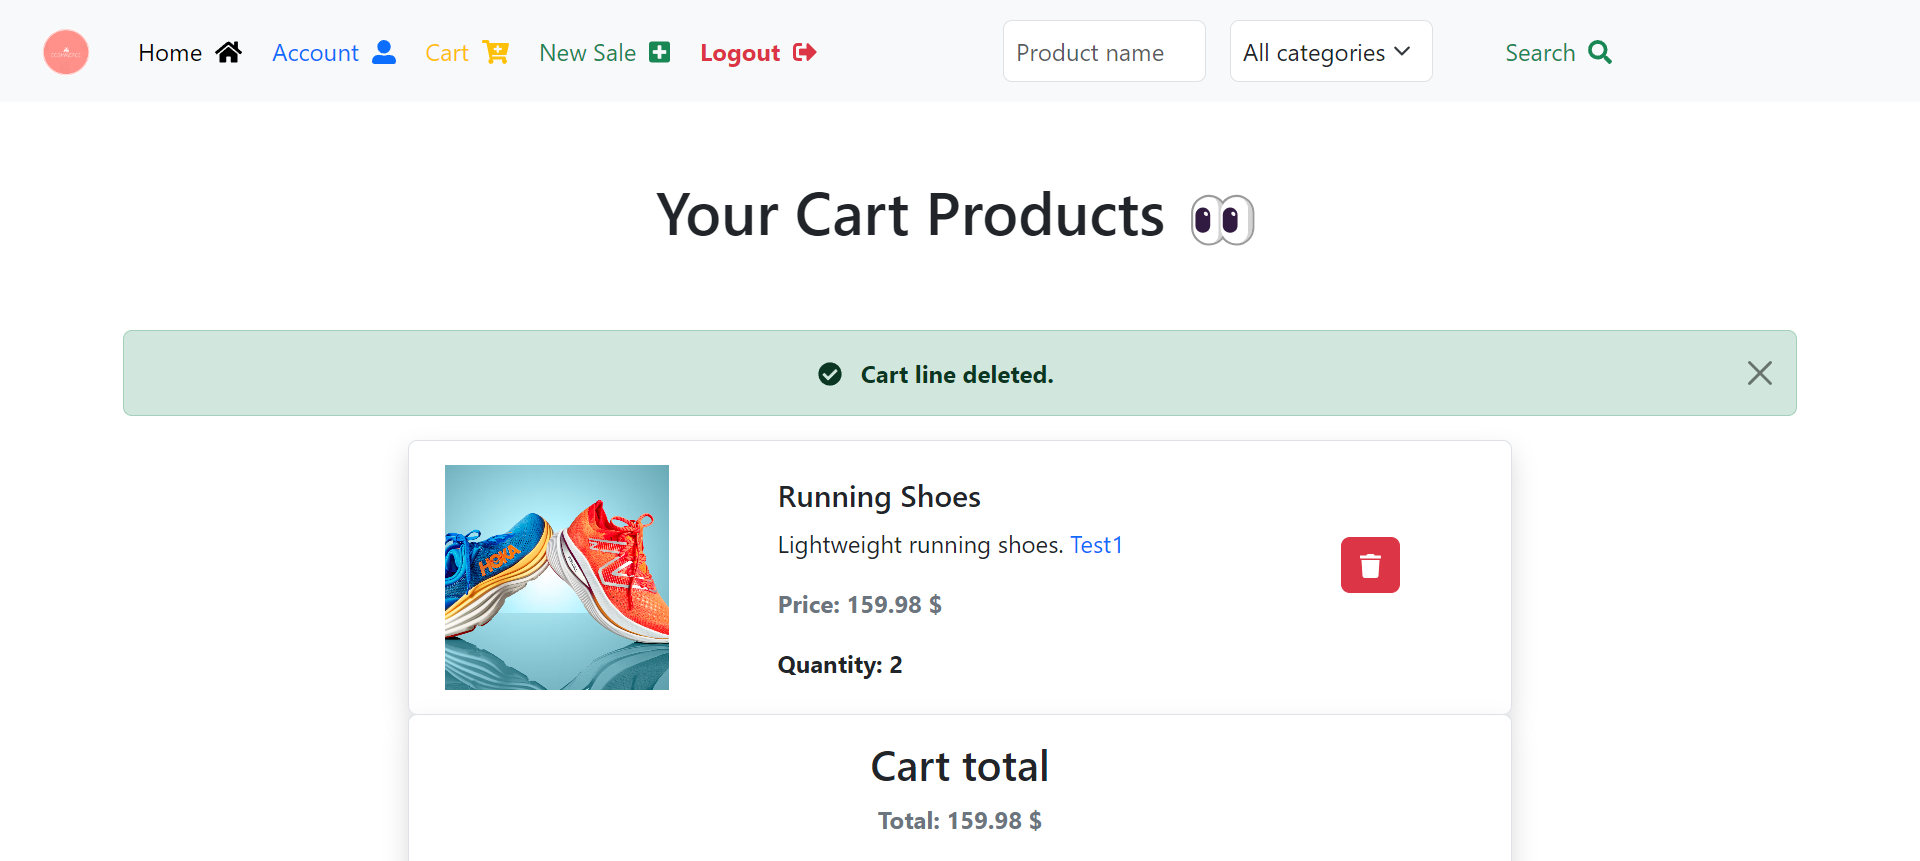 Home Account Cart New Sale Logout Product name All categories Search
Your Cart Products 👀
Cart line deleted.
Running Shoes
Lightweight running shoes. Test1
Price: 159.98 $
Quantity: 2
HOKA
Cart total
Total: 159.98 $